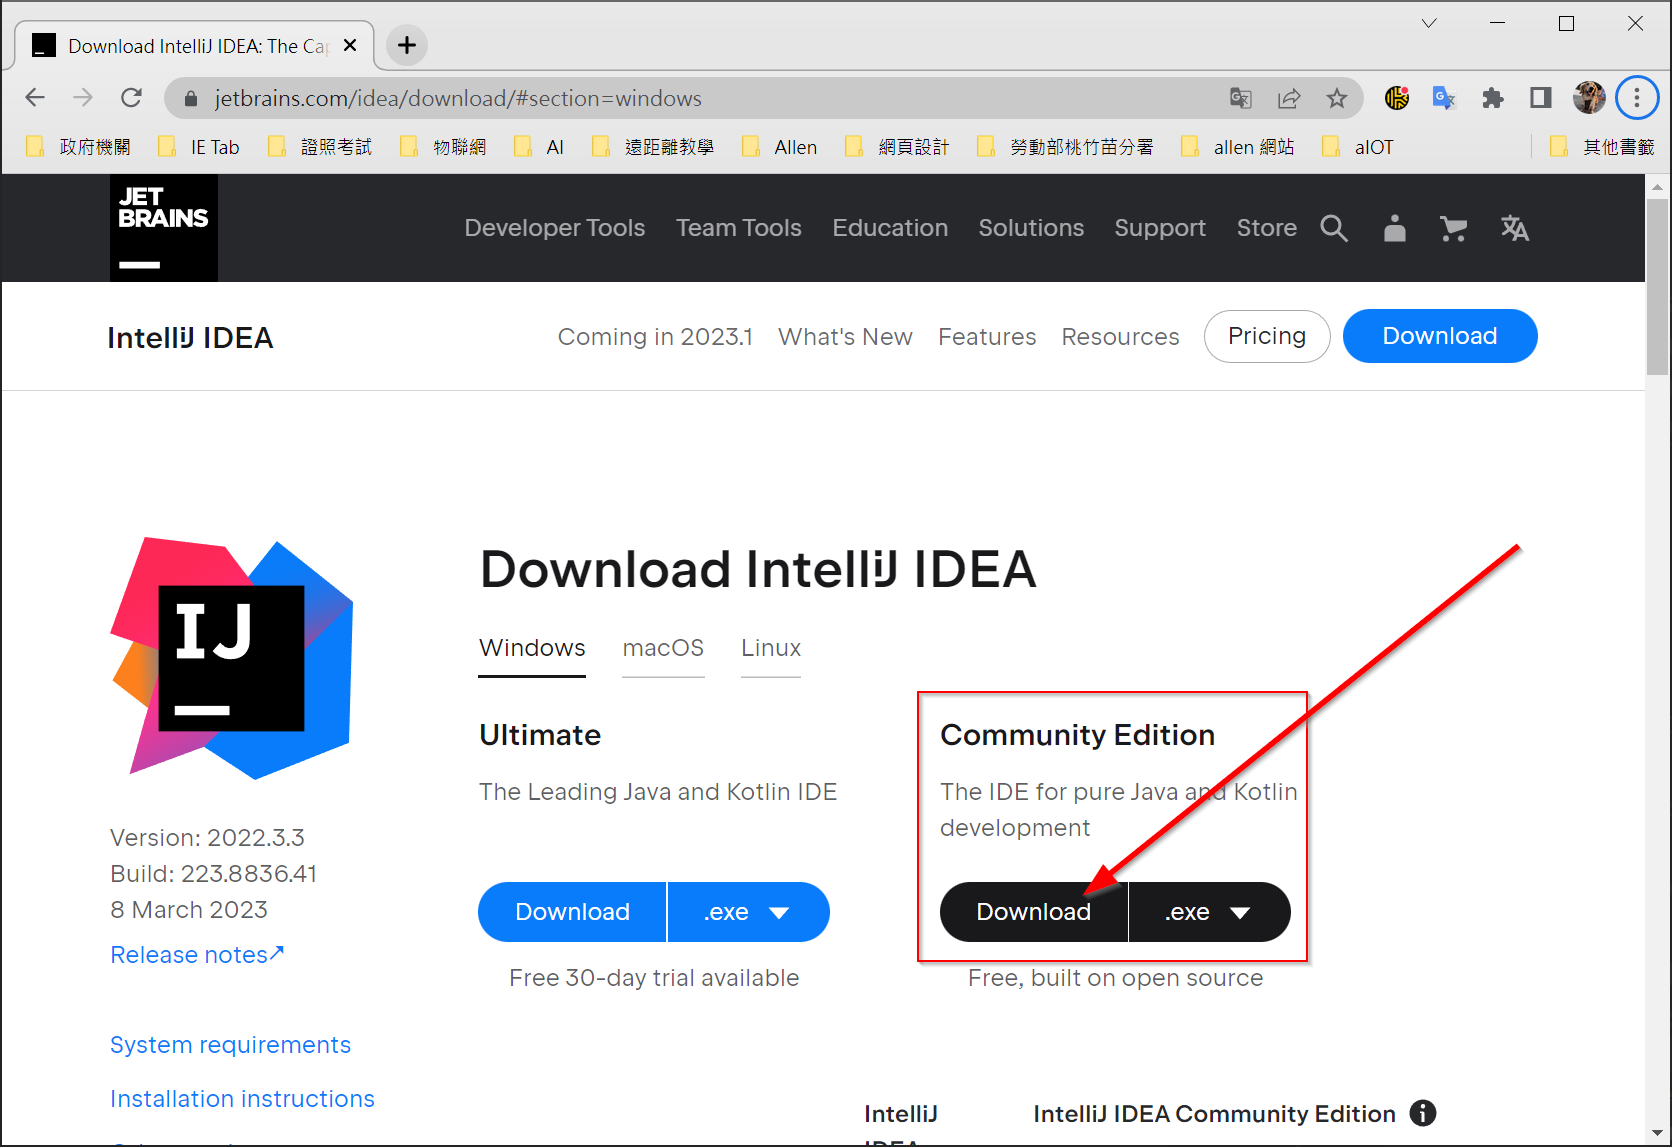 Download IntelliJ IDEA: The Ca
jetbrains.com/idea/download/#section=windows
政府機關 IE Tab 證照考試 物聯網 AI 遠距離教學 Allen 網頁設計 勞動部桃竹苗分署 allen 網站 aIOT 其他書籤
JET
BRAINS
Developer Tools Team Tools Education Solutions Support Store
IntelliJ IDEA Coming in 2023.1 What's New Features Resources Pricing Download
IJ
Download IntelliJ IDEA
Windows macOS Linux
Ultimate
The Leading Java and Kotlin IDE
Download .exe
Free 30-day trial available
Community Edition
The IDE for pure Java and Kotlin
development
Download .exe
Free, built on open source
Version: 2022.3.3
Build: 223.8836.41
8 March 2023
Release notes↗
System requirements
Installation instructions
IntelliJ
IDEA
IntelliJ IDEA Community Edition